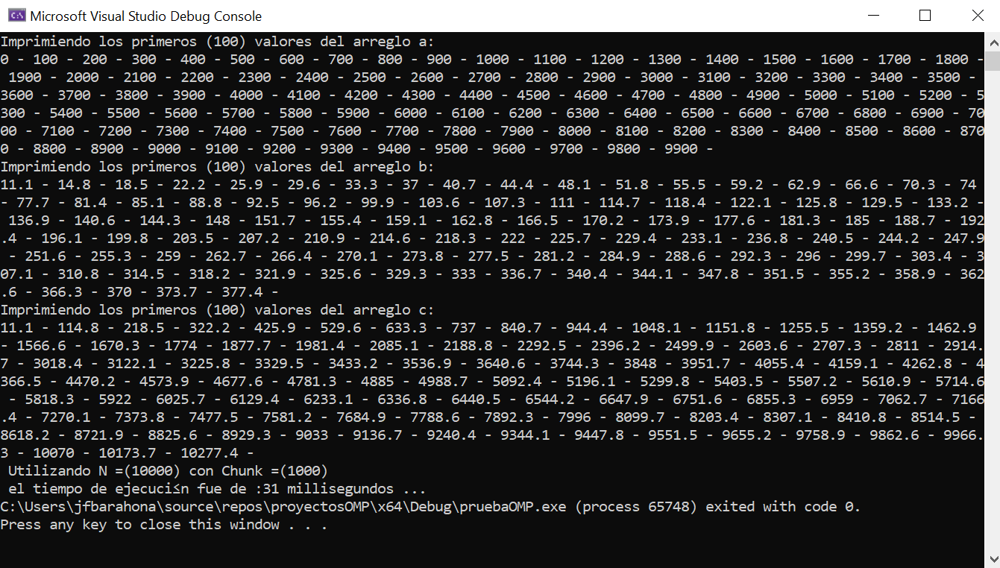 Microsoft Visual Studio Debug Console
Imprimiendo los primeros (100) valores del arreglo a:
0 - 100 - 200 - 300 - 400 - 500 - 600 - 700 - 800 - 900 - 1000 - 1100 - 1200 - 1300 - 1400 - 1500 - 1600 - 1700 - 1800 -
 1900 - 2000 - 2100 - 2200 - 2300 - 2400 - 2500 - 2600 - 2700 - 2800 - 2900 - 3000 - 3100 - 3200 - 3300 - 3400 - 3500 -
3600 - 3700 - 3800 - 3900 - 4000 - 4100 - 4200 - 4300 - 4400 - 4500 - 4600 - 4700 - 4800 - 4900 - 5000 - 5100 - 5200 - 5
300 - 5400 - 5500 - 5600 - 5700 - 5800 - 5900 - 6000 - 6100 - 6200 - 6300 - 6400 - 6500 - 6600 - 6700 - 6800 - 6900 - 70
00 - 7100 - 7200 - 7300 - 7400 - 7500 - 7600 - 7700 - 7800 - 7900 - 8000 - 8100 - 8200 - 8300 - 8400 - 8500 - 8600 - 870
0 - 8800 - 8900 - 9000 - 9100 - 9200 - 9300 - 9400 - 9500 - 9600 - 9700 - 9800 - 9900 -
Imprimiendo los primeros (100) valores del arreglo b:
11.1 - 14.8 - 18.5 - 22.2 - 25.9 - 29.6 - 33.3 - 37 - 40.7 - 44.4 - 48.1 - 51.8 - 55.5 - 59.2 - 62.9 - 66.6 - 70.3 - 74
- 77.7 - 81.4 - 85.1 - 88.8 - 92.5 - 96.2 - 99.9 - 103.6 - 107.3 - 111 - 114.7 - 118.4 - 122.1 - 125.8 - 129.5 - 133.2 -
 136.9 - 140.6 - 144.3 - 148 - 151.7 - 155.4 - 159.1 - 162.8 - 166.5 - 170.2 - 173.9 - 177.6 - 181.3 - 185 - 188.7 - 192
.4 - 196.1 - 199.8 - 203.5 - 207.2 - 210.9 - 214.6 - 218.3 - 222 - 225.7 - 229.4 - 233.1 - 236.8 - 240.5 - 244.2 - 247.9
 - 251.6 - 255.3 - 259 - 262.7 - 266.4 - 270.1 - 273.8 - 277.5 - 281.2 - 284.9 - 288.6 - 292.3 - 296 - 299.7 - 303.4 - 3
07.1 - 310.8 - 314.5 - 318.2 - 321.9 - 325.6 - 329.3 - 333 - 336.7 - 340.4 - 344.1 - 347.8 - 351.5 - 355.2 - 358.9 - 362
.6 - 366.3 - 370 - 373.7 - 377.4 -
Imprimiendo los primeros (100) valores del arreglo c:
11.1 - 114.8 - 218.5 - 322.2 - 425.9 - 529.6 - 633.3 - 737 - 840.7 - 944.4 - 1048.1 - 1151.8 - 1255.5 - 1359.2 - 1462.9
- 1566.6 - 1670.3 - 1774 - 1877.7 - 1981.4 - 2085.1 - 2188.8 - 2292.5 - 2396.2 - 2499.9 - 2603.6 - 2707.3 - 2811 - 2914.
7 - 3018.4 - 3122.1 - 3225.8 - 3329.5 - 3433.2 - 3536.9 - 3640.6 - 3744.3 - 3848 - 3951.7 - 4055.4 - 4159.1 - 4262.8 - 4
366.5 - 4470.2 - 4573.9 - 4677.6 - 4781.3 - 4885 - 4988.7 - 5092.4 - 5196.1 - 5299.8 - 5403.5 - 5507.2 - 5610.9 - 5714.6
 - 5818.3 - 5922 - 6025.7 - 6129.4 - 6233.1 - 6336.8 - 6440.5 - 6544.2 - 6647.9 - 6751.6 - 6855.3 - 6959 - 7062.7 - 7166
.4 - 7270.1 - 7373.8 - 7477.5 - 7581.2 - 7684.9 - 7788.6 - 7892.3 - 7996 - 8099.7 - 8203.4 - 8307.1 - 8410.8 - 8514.5 -
8618.2 - 8721.9 - 8825.6 - 8929.3 - 9033 - 9136.7 - 9240.4 - 9344.1 - 9447.8 - 9551.5 - 9655.2 - 9758.9 - 9862.6 - 9966.
3 - 10070 - 10173.7 - 10277.4 -
 Utilizando N =(10000) con Chunk =(1000)
 el tiempo de ejecuci≤n fue de :31 millisegundos ...
C:\Users\jfbarahona\source\repos\proyectosOMP\x64\Debug\pruebaOMP.exe (process 65748) exited with code 0.
Press any key to close this window . . .